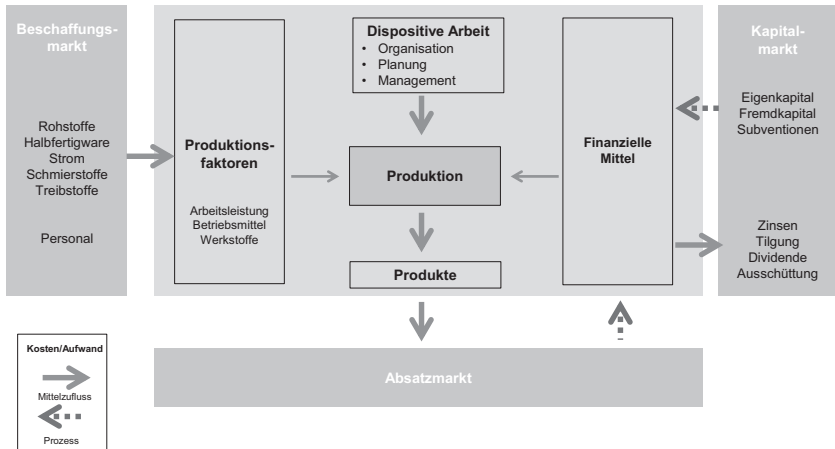 Beschaffungs-
markt
Rohstoffe
Halbfertigware
Strom
Schmierstoffe
Treibstoffe
Personal
Produktions-
faktoren
Arbeitsleistung
Betriebsmittel
Werkstoffe
Dispositive Arbeit
• Organisation
• Planung
• Management
Produktion
Produkte
Finanzielle
Mittel
Kapital-
markt
Eigenkapital
Fremdkapital
Subventionen
Zinsen
Tilgung
Dividende
Ausschüttung
Absatzmarkt
Kosten/Aufwand
Mittelzufluss
Prozess